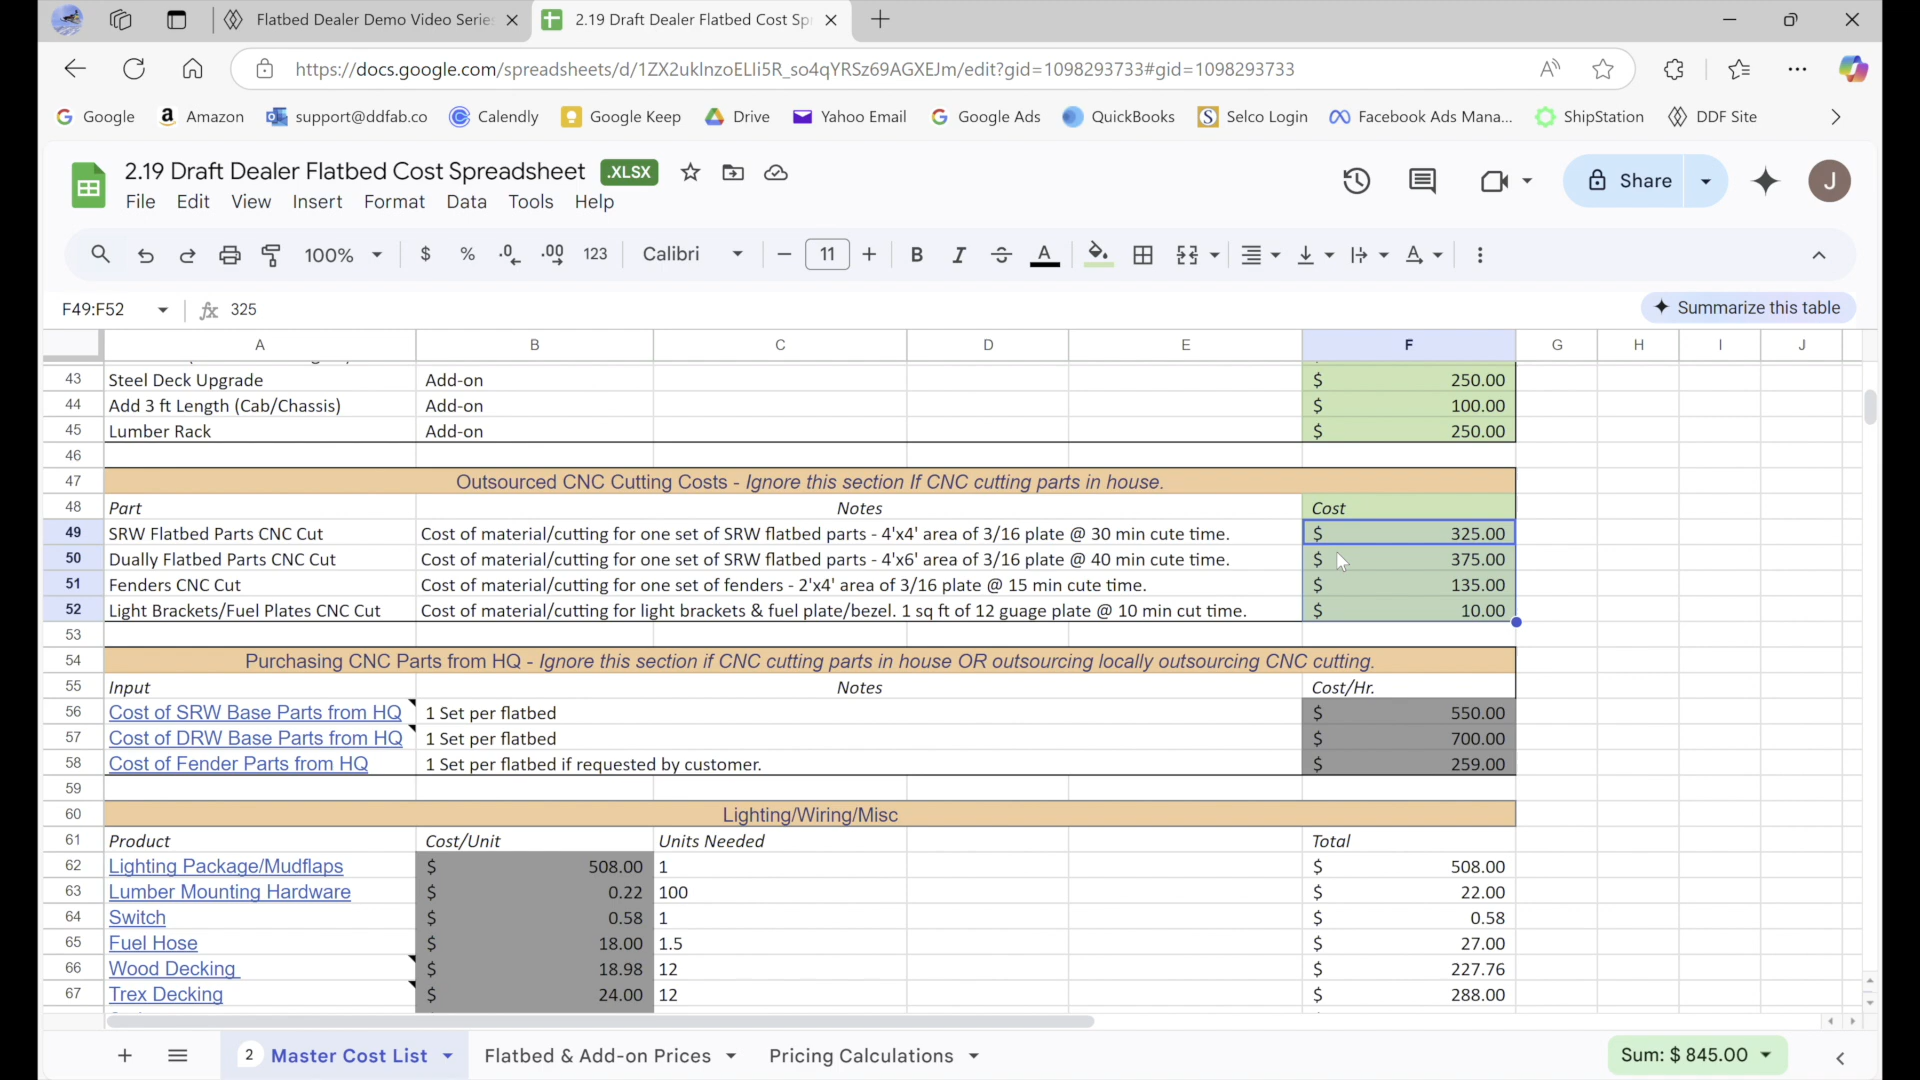 Flatbed Dealer Demo Video Serie
2.19 Draft Dealer Flatbed Cost Sp
https://docs.google.com/spreadsheets/d/1ZX2uklnzoELli5R_so4qYRSz69AGXEJm/edit?gid=1098293733#gid=1098293733
Google Amazon support@ddfab.co Calendly Google Keep Drive Yahoo Email Google Ads QuickBooks Selco Login Facebook Ads Mana... ShipStation DDF Site
2.19 Draft Dealer Flatbed Cost Spreadsheet .XLSX
Share J
File Edit View Insert Format Data Tools Help
100% $ % .0 .00 123 Calibri 11 B I A
F49:F52 fx 325 Summarize this table
A B C D E F G H I J
43 Steel Deck Upgrade Add-on $ 250.00
44 Add 3 ft Length (Cab/Chassis) Add-on $ 100.00
45 Lumber Rack Add-on $ 250.00
46
47 Outsourced CNC Cutting Costs - Ignore this section If CNC cutting parts in house.
48 Part Notes Cost
49 SRW Flatbed Parts CNC Cut Cost of material/cutting for one set of SRW flatbed parts - 4'x4' area of 3/16 plate @ 30 min cute time. $ 325.00
50 Dually Flatbed Parts CNC Cut Cost of material/cutting for one set of SRW flatbed parts - 4'x6' area of 3/16 plate @ 40 min cute time. $ 375.00
51 Fenders CNC Cut Cost of material/cutting for one set of fenders - 2'x4' area of 3/16 plate @ 15 min cute time. $ 135.00
52 Light Brackets/Fuel Plates CNC Cut Cost of material/cutting for light brackets & fuel plate/bezel. 1 sq ft of 12 guage plate @ 10 min cut time. $ 10.00
53
54 Purchasing CNC Parts from HQ - Ignore this section if CNC cutting parts in house OR outsourcing locally outsourcing CNC cutting.
55 Input Notes Cost/Hr.
56 Cost of SRW Base Parts from HQ 1 Set per flatbed $ 550.00
57 Cost of DRW Base Parts from HQ 1 Set per flatbed $ 700.00
58 Cost of Fender Parts from HQ 1 Set per flatbed if requested by customer. $ 259.00
59
60 Lighting/Wiring/Misc
61 Product Cost/Unit Units Needed Total
62 Lighting Package/Mudflaps $ 508.00 1 $ 508.00
63 Lumber Mounting Hardware $ 0.22 100 $ 22.00
64 Switch $ 0.58 1 $ 0.58
65 Fuel Hose $ 18.00 1.5 $ 27.00
66 Wood Decking $ 18.98 12 $ 227.76
67 Trex Decking $ 24.00 12 $ 288.00
2 Master Cost List Flatbed & Add-on Prices Pricing Calculations Sum: $ 845.00